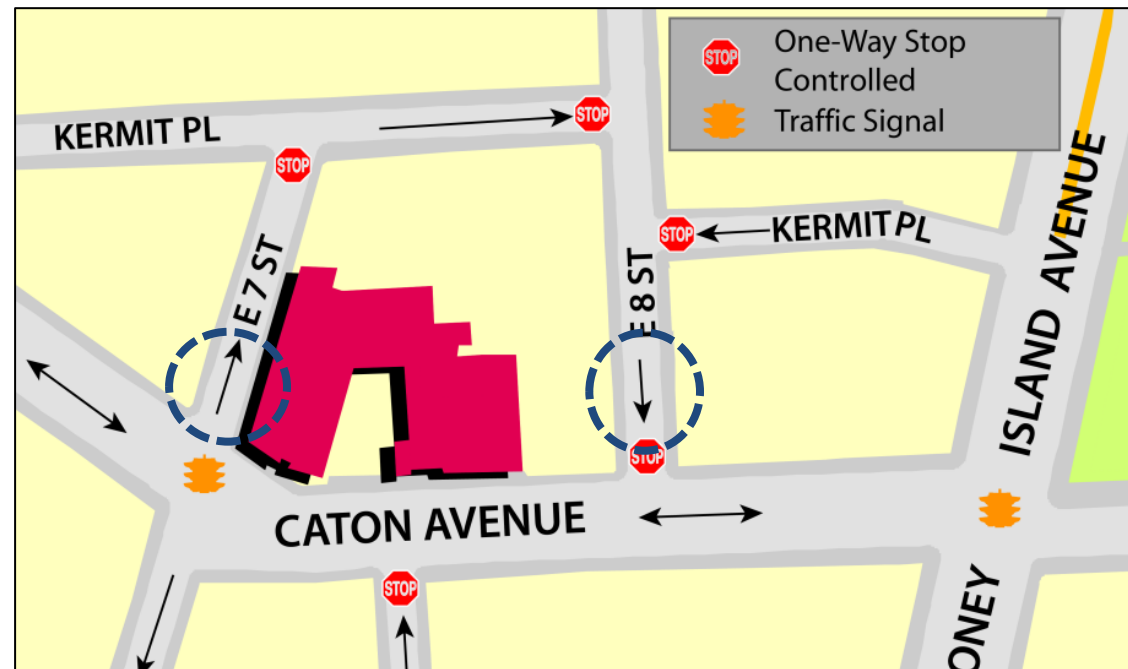 One-Way Stop
Controlled
Traffic Signal
STOP
STOP
KERMIT PL
STOP
STOP
KERMIT PL
E 7 ST
E 8 ST
ISLAND AVENUE
STOP
CATON AVENUE
STOP
ONEY